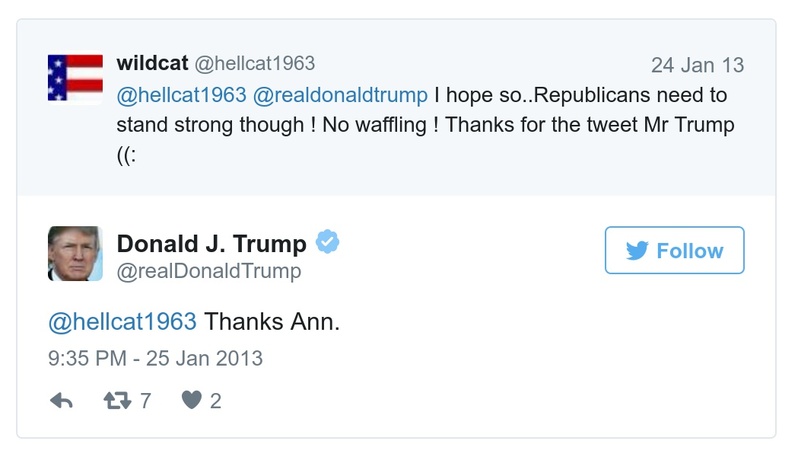 wildcat @hellcat1963
24 Jan 13
@hellcat1963 @realdonaldtrump I hope so..Republicans need to
stand strong though ! No waffling ! Thanks for the tweet Mr Trump
((:
Donald J. Trump
@realDonaldTrump
Follow
@hellcat1963 Thanks Ann.
9:35 PM - 25 Jan 2013
7
2